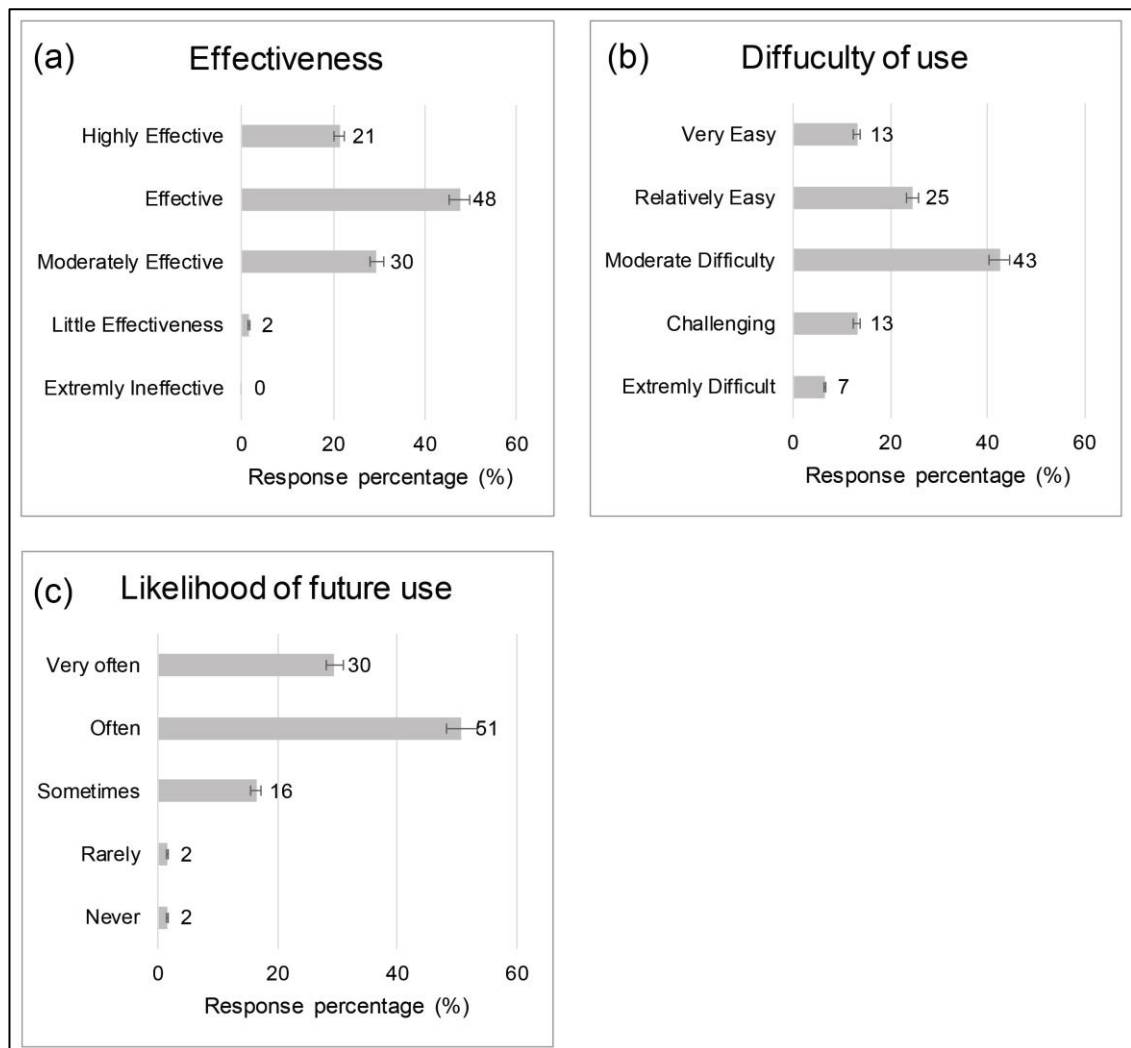 (a) Effectiveness
Highly Effective 21
Effective 48
Moderately Effective 30
Little Effectiveness 2
Extremly Ineffective 0
0 20 40 60
Response percentage (%)
(b) Diffuculty of use
Very Easy 13
Relatively Easy 25
Moderate Difficulty 43
Challenging 13
Extremly Difficult 7
0 20 40 60
Response percentage (%)
(c) Likelihood of future use
Very often 30
Often 51
Sometimes 16
Rarely 2
Never 2
0 20 40 60
Response percentage (%)